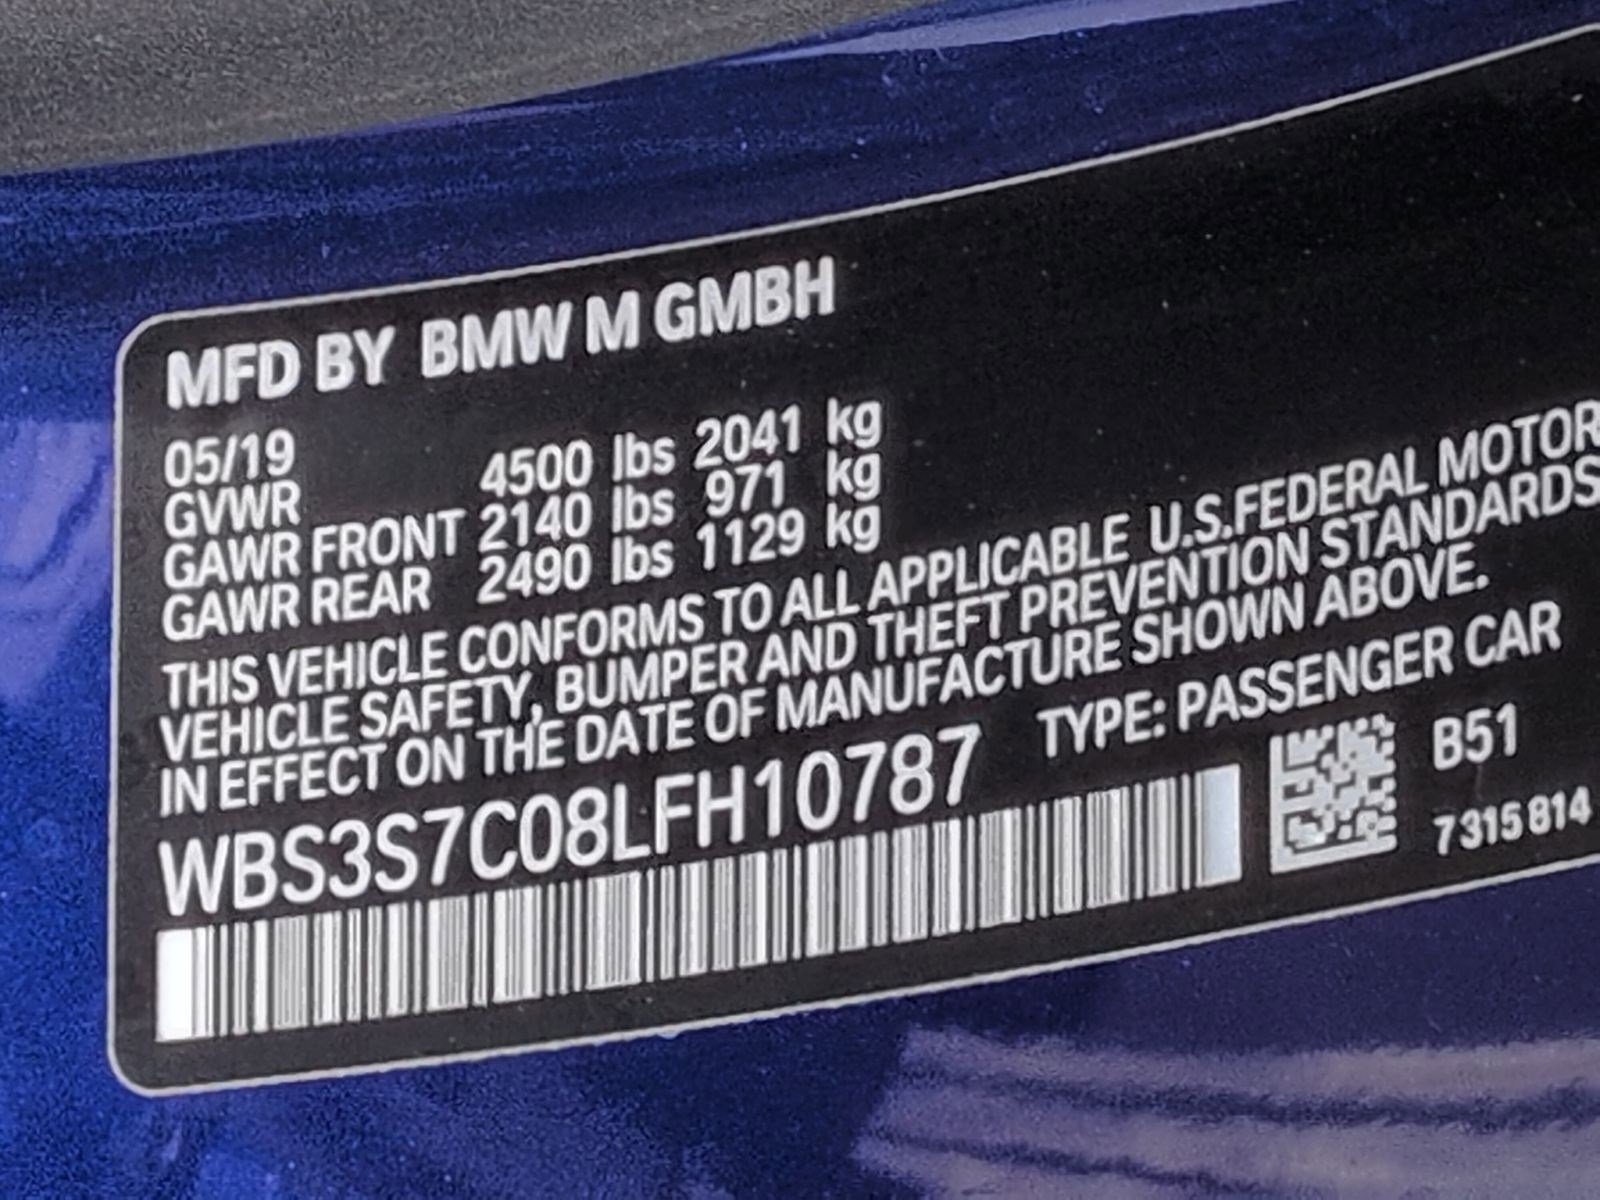 MFD BY BMW M GMBH
05/19
GVWR 4500 lbs 2041 kg
GAWR FRONT 2140 lbs 971 kg
GAWR REAR 2490 lbs 1129 kg
THIS VEHICLE CONFORMS TO ALL APPLICABLE U.S.FEDERAL MOTOR
VEHICLE SAFETY, BUMPER AND THEFT PREVENTION STANDARDS
IN EFFECT ON THE DATE OF MANUFACTURE SHOWN ABOVE.
WBS3S7C08LFH10787 TYPE: PASSENGER CAR
B51
7315814